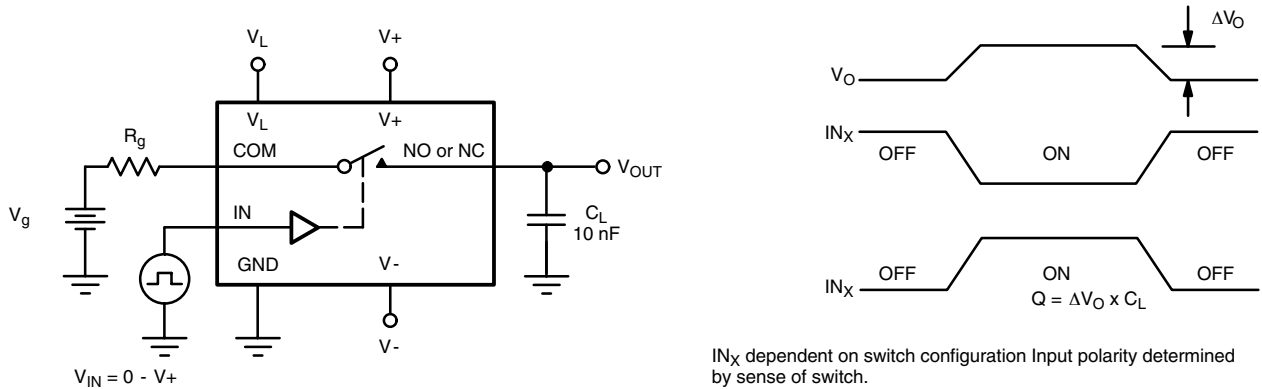 V_L
V+
V_L
V+
R_g
COM
NO or NC
V_OUT
V_g
IN
C_L
10 nF
GND
V-
V-
V_IN = 0 - V+
ΔV_O
V_O
IN_X
OFF
ON
OFF
OFF
ON
OFF
IN_X
Q = ΔV_O x C_L
IN_X dependent on switch configuration Input polarity determined
by sense of switch.